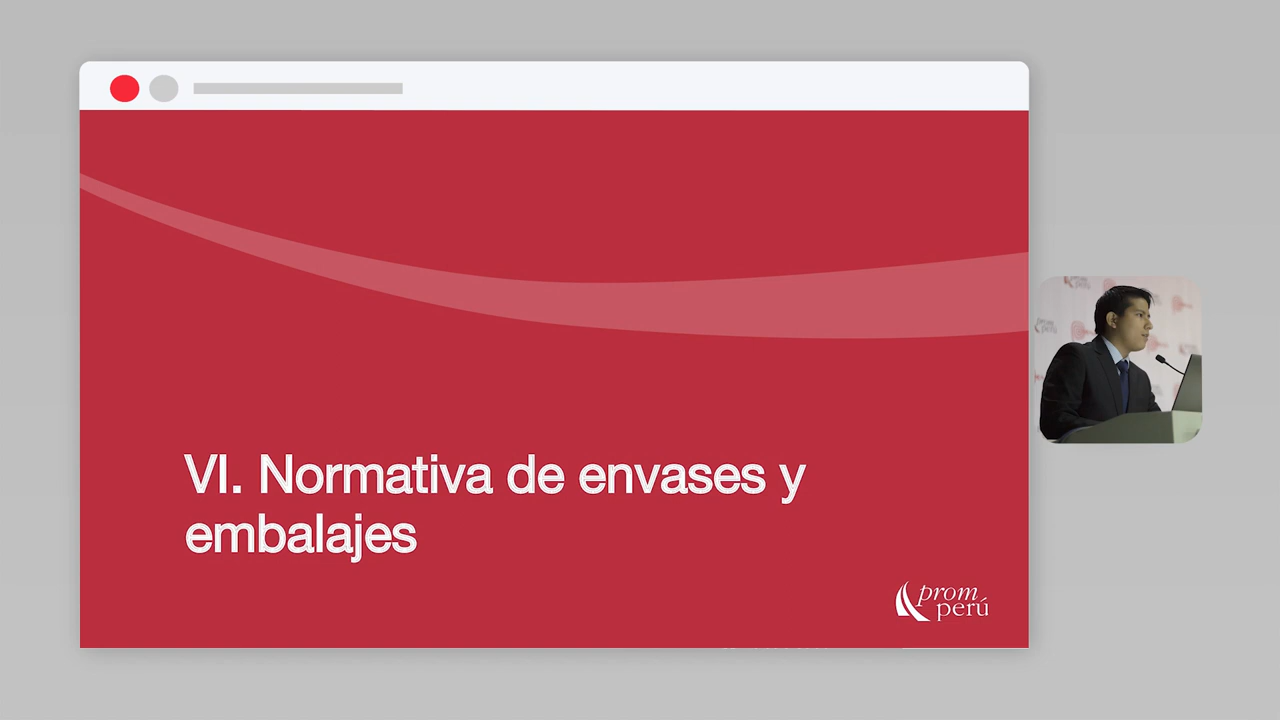 VI. Normativa de envases y
embalajes
prom
perú